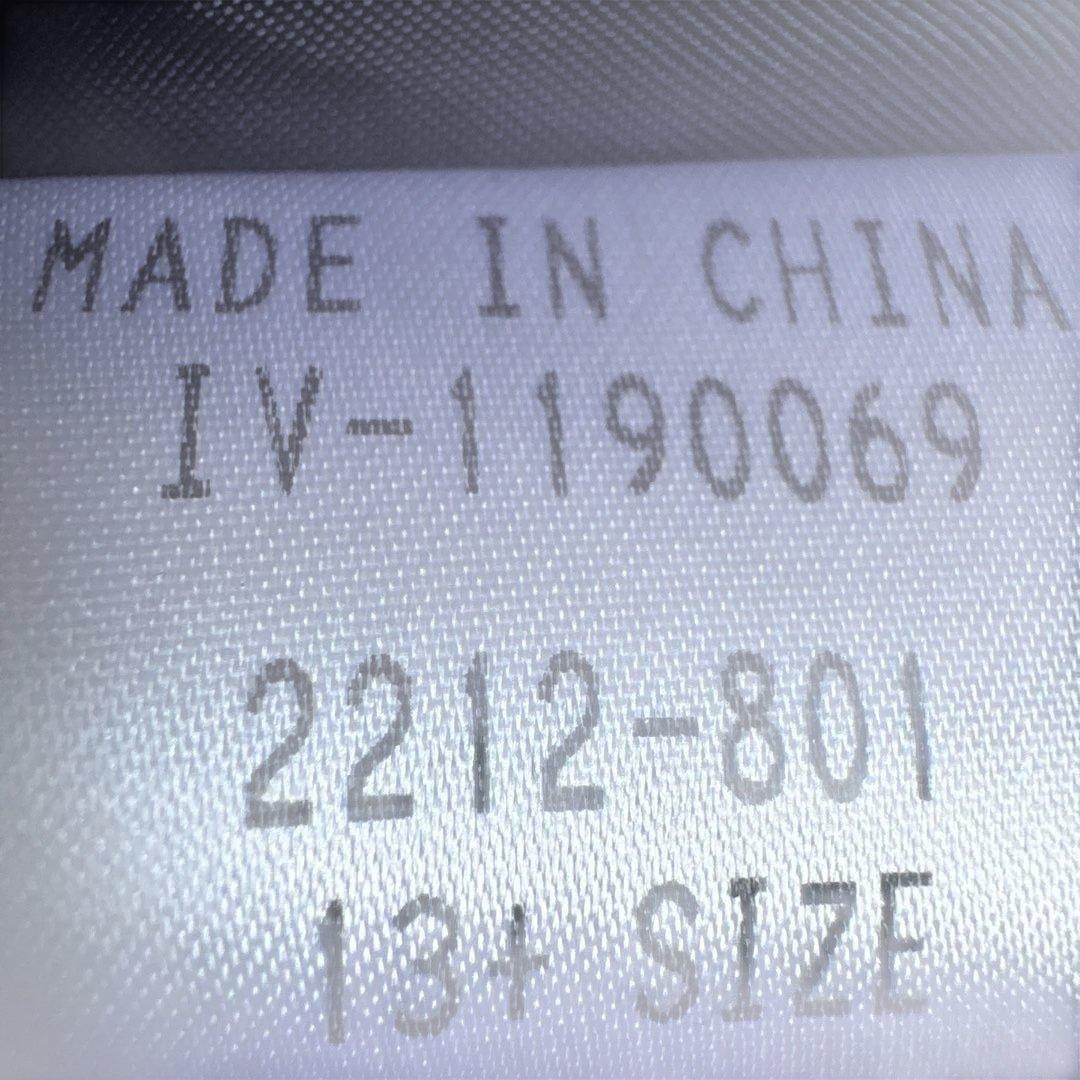 MADE IN CHINA
IV-1190069
2212-801
13+ SIZE